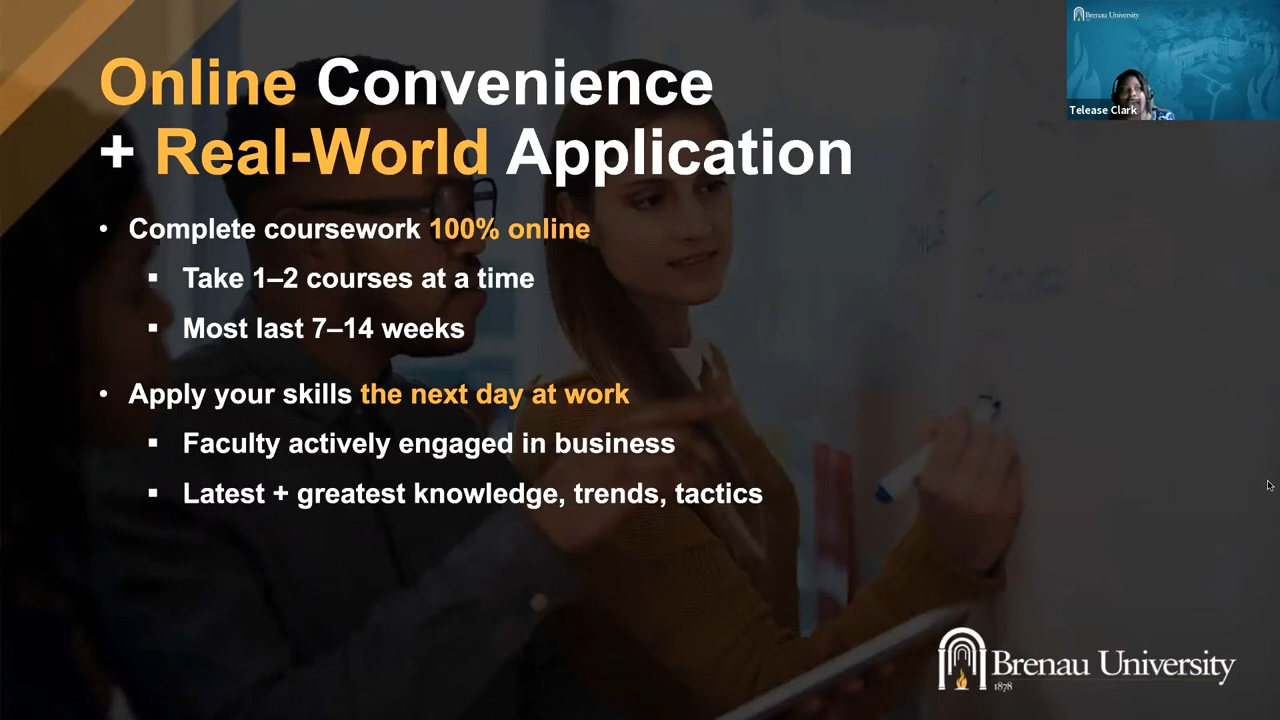 Online Convenience
+ Real-World Application
• Complete coursework 100% online
▪ Take 1–2 courses at a time
▪ Most last 7–14 weeks
• Apply your skills the next day at work
▪ Faculty actively engaged in business
▪ Latest + greatest knowledge, trends, tactics
Brenau University
Telease Clark
Brenau University
1878